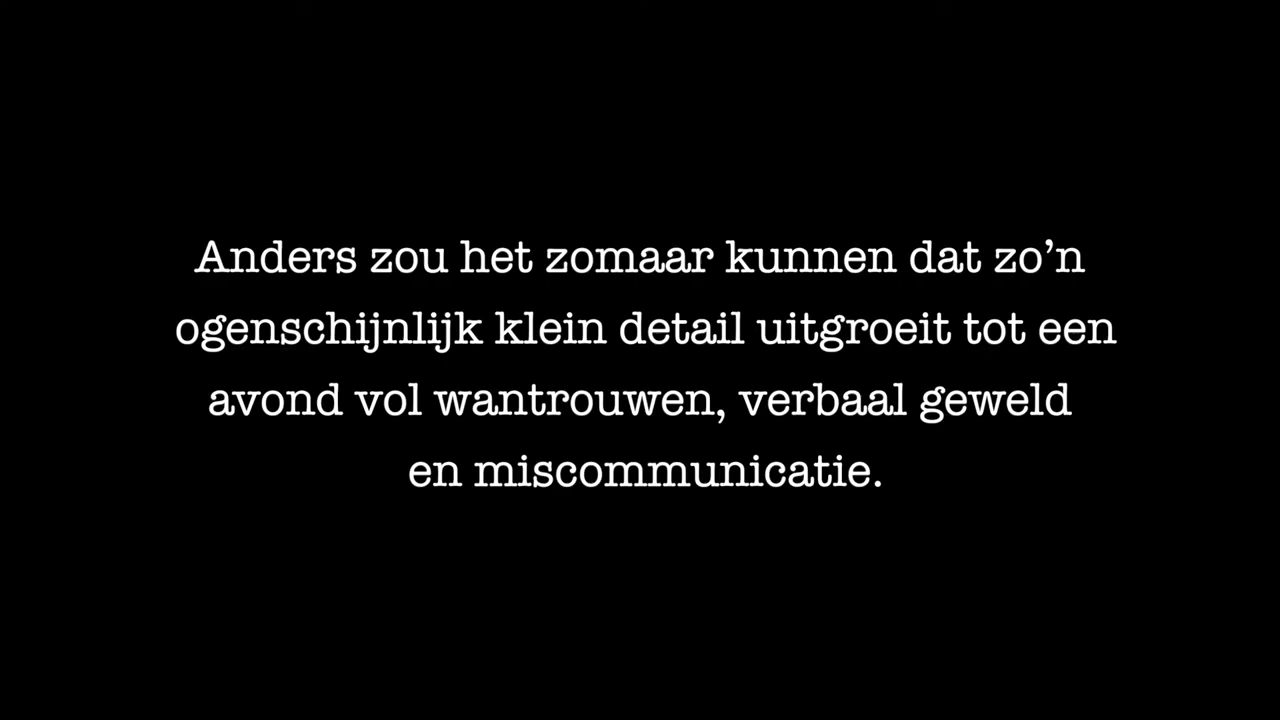 Anders zou het zomaar kunnen dat zo’n
ogenschijnlijk klein detail uitgroeit tot een
avond vol wantrouwen, verbaal geweld
en miscommunicatie.